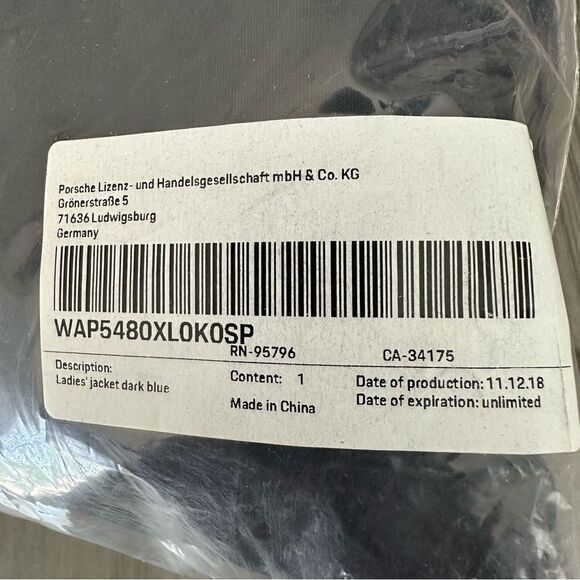 Porsche Lizenz- und Handelsgesellschaft mbH & Co. KG
Grönerstraße 5
71636 Ludwigsburg
Germany
WAP5480XL0K0SP
RN-95796 CA-34175
Description: Content: 1 Date of production: 11.12.18
Ladies' jacket dark blue Made in China Date of expiration: unlimited